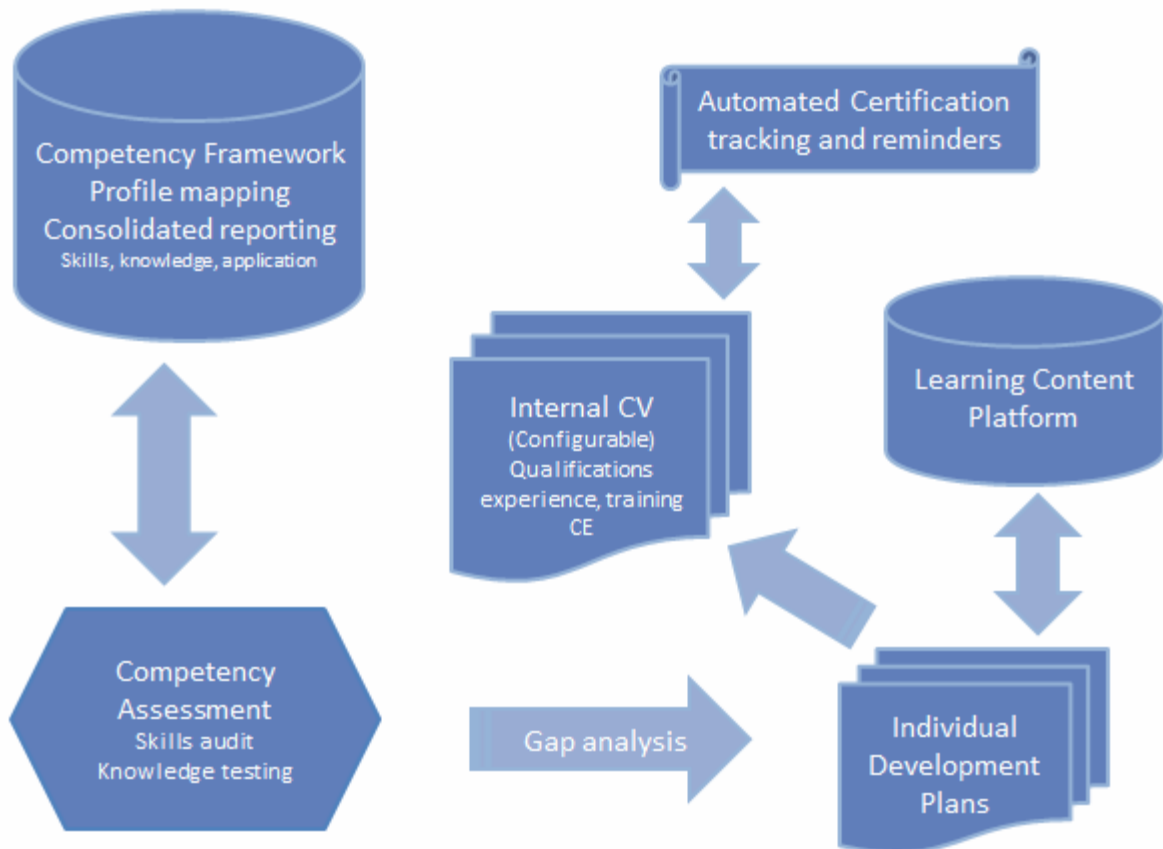 Competency Framework
Profile mapping
Consolidated reporting
Skills, knowledge, application
Automated Certification
tracking and reminders
Internal CV
(Configurable)
Qualifications
experience, training
CE
Learning Content
Platform
Competency
Assessment
Skills audit
Knowledge testing
Gap analysis
Individual
Development
Plans